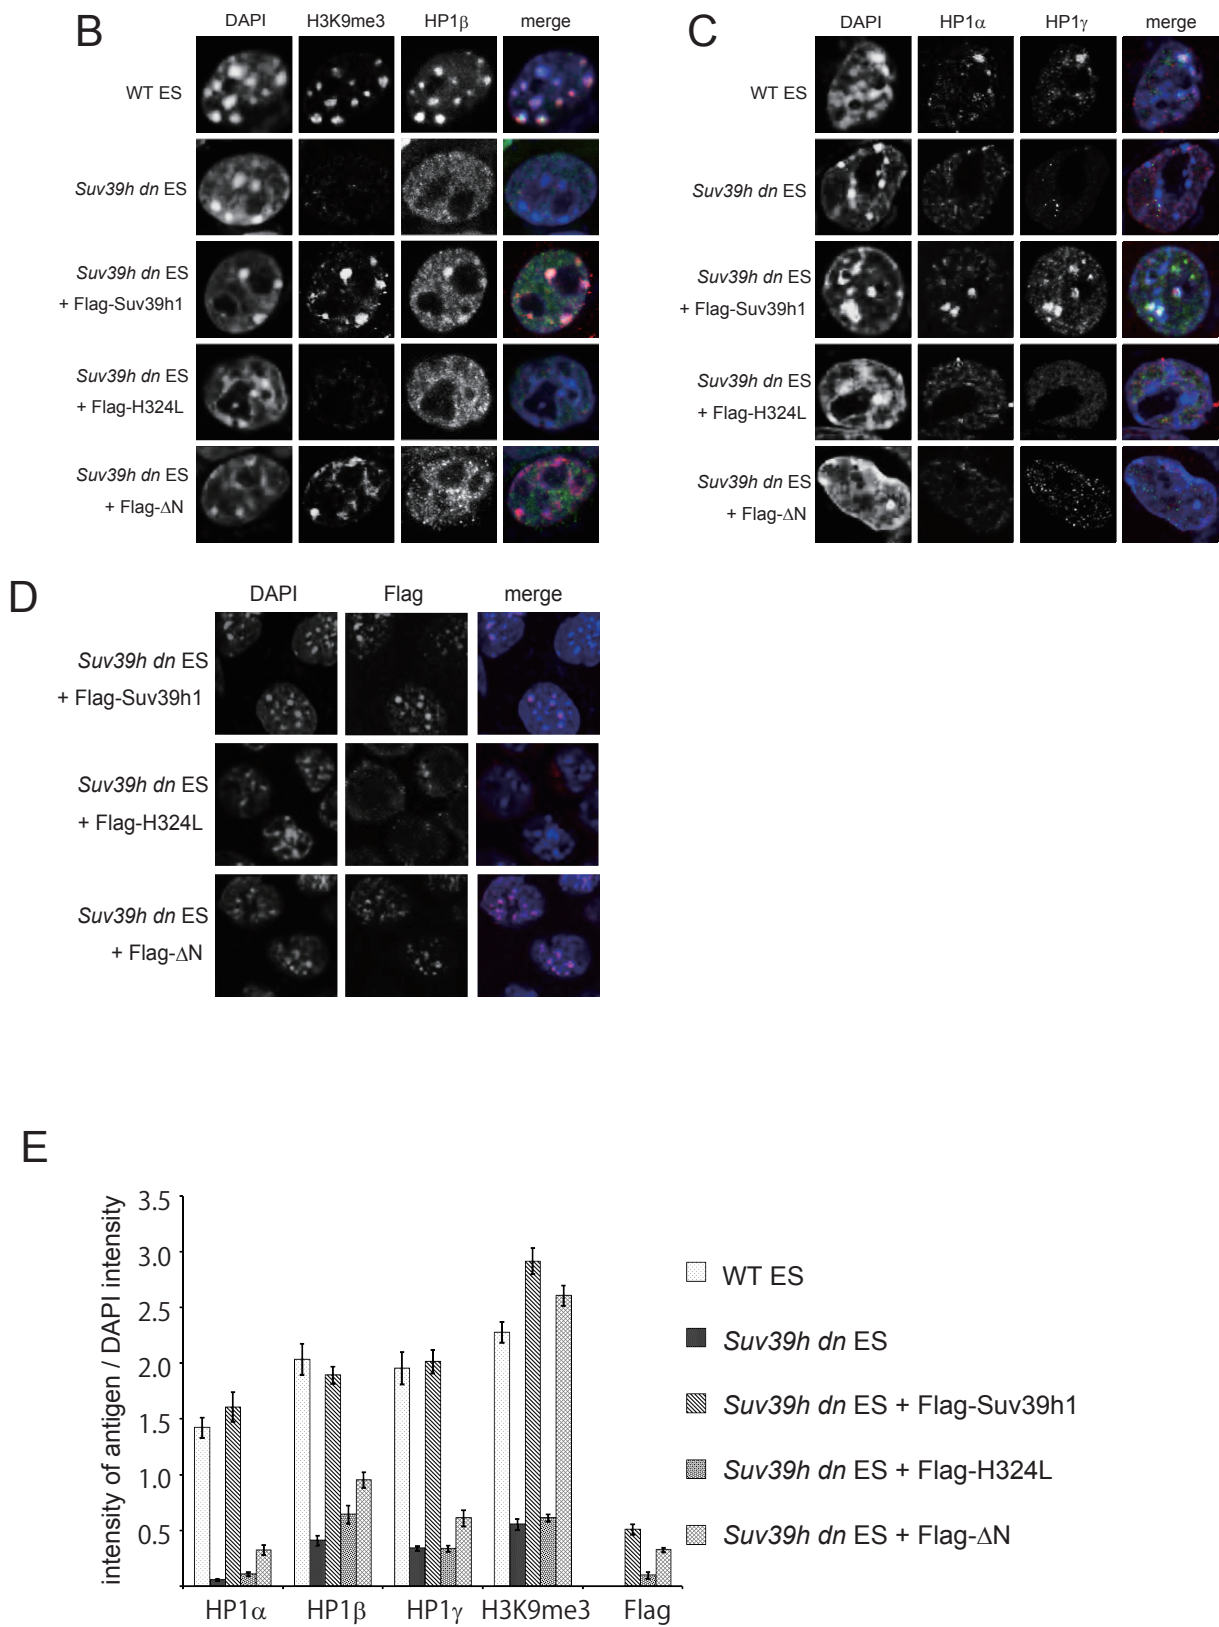 B
DAPI H3K9me3 HP1β merge
WT ES
Suv39h dn ES
Suv39h dn ES
+ Flag-Suv39h1
Suv39h dn ES
+ Flag-H324L
Suv39h dn ES
+ Flag-ΔN
C
DAPI HP1α HP1γ merge
WT ES
Suv39h dn ES
Suv39h dn ES
+ Flag-Suv39h1
Suv39h dn ES
+ Flag-H324L
Suv39h dn ES
+ Flag-ΔN
D
DAPI Flag merge
Suv39h dn ES
+ Flag-Suv39h1
Suv39h dn ES
+ Flag-H324L
Suv39h dn ES
+ Flag-ΔN
E
intensity of antigen / DAPI intensity
3.5
3.0
2.5
2.0
1.5
1.0
0.5
HP1α HP1β HP1γ H3K9me3 Flag
WT ES
Suv39h dn ES
Suv39h dn ES + Flag-Suv39h1
Suv39h dn ES + Flag-H324L
Suv39h dn ES + Flag-ΔN